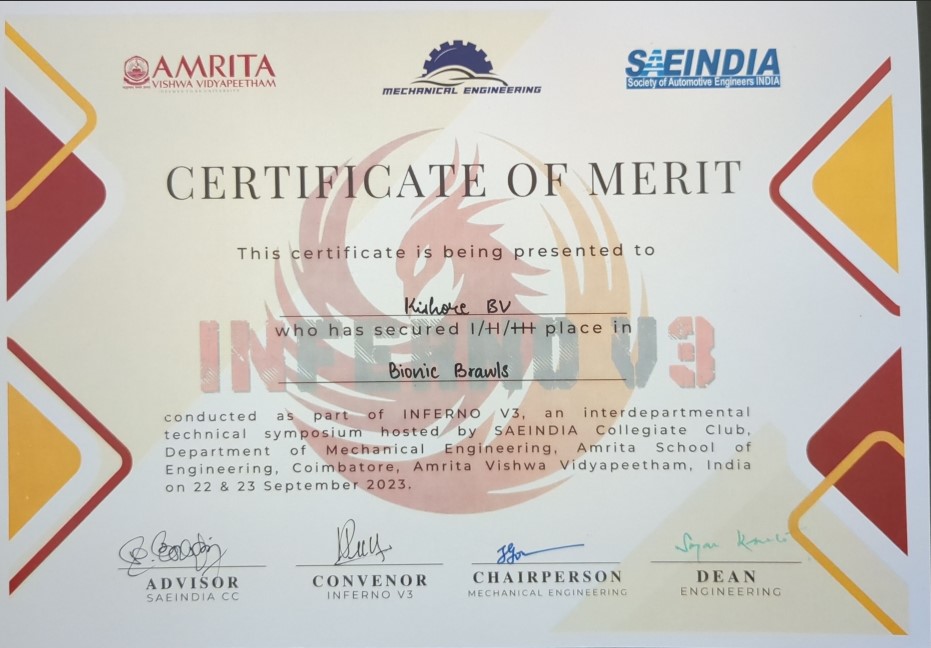 AMRITA
VISHWA VIDYAPEETHAM
MECHANICAL ENGINEERING
SAEINDIA
Society of Automotive Engineers INDIA
CERTIFICATE OF MERIT
This certificate is being presented to
Kishore BV
who has secured I/II/III place in
Bionic Brawls
INFERNO V3
conducted as part of INFERNO V3, an interdepartmental
technical symposium hosted by SAEINDIA Collegiate Club,
Department of Mechanical Engineering, Amrita School of
Engineering, Coimbatore, Amrita Vishwa Vidyapeetham, India
on 22 & 23 September 2023.
ADVISOR
SAEINDIA CC
CONVENOR
INFERNO V3
CHAIRPERSON
MECHANICAL ENGINEERING
DEAN
ENGINEERING